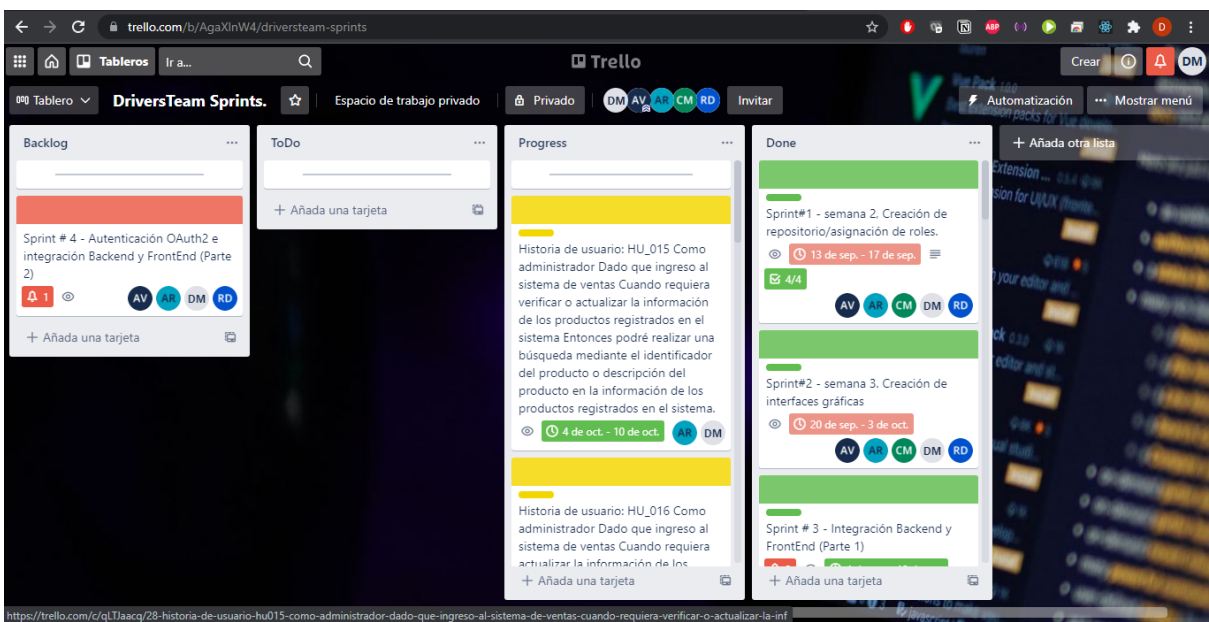 trello.com/b/AgaXlnW4/driversteam-sprints
Tableros
Ir a...
Trello
Crear
DM
Tablero
DriversTeam Sprints.
Espacio de trabajo privado
Privado
DM AV AR CM RD
Invitar
Automatización
Mostrar menú
Backlog
Sprint # 4 - Autenticación OAuth2 e
integración Backend y FrontEnd (Parte
2)
1
AV AR DM RD
+ Añada una tarjeta
ToDo
+ Añada una tarjeta
Progress
Historia de usuario: HU_015 Como
administrador Dado que ingreso al
sistema de ventas Cuando requiera
verificar o actualizar la información
de los productos registrados en el
sistema Entonces podré realizar una
búsqueda mediante el identificador
del producto o descripción del
producto en la información de los
productos registrados en el sistema.
4 de oct. - 10 de oct.
AR DM
Historia de usuario: HU_016 Como
administrador Dado que ingreso al
sistema de ventas Cuando requiera
actualizar la información de los
+ Añada una tarjeta
Done
Sprint#1 - semana 2, Creación de
repositorio/asignación de roles.
13 de sep. - 17 de sep.
4/4
AV AR CM DM RD
Sprint#2 - semana 3. Creación de
interfaces gráficas
20 de sep. - 3 de oct.
AV AR CM DM RD
Sprint # 3 - Integración Backend y
FrontEnd (Parte 1)
+ Añada una tarjeta
+ Añada otra lista
https://trello.com/c/qLTJaacq/28-historia-de-usuario-hu015-como-administrador-dado-que-ingreso-al-sistema-de-ventas-cuando-requiera-verificar-o-actualizar-la-inf